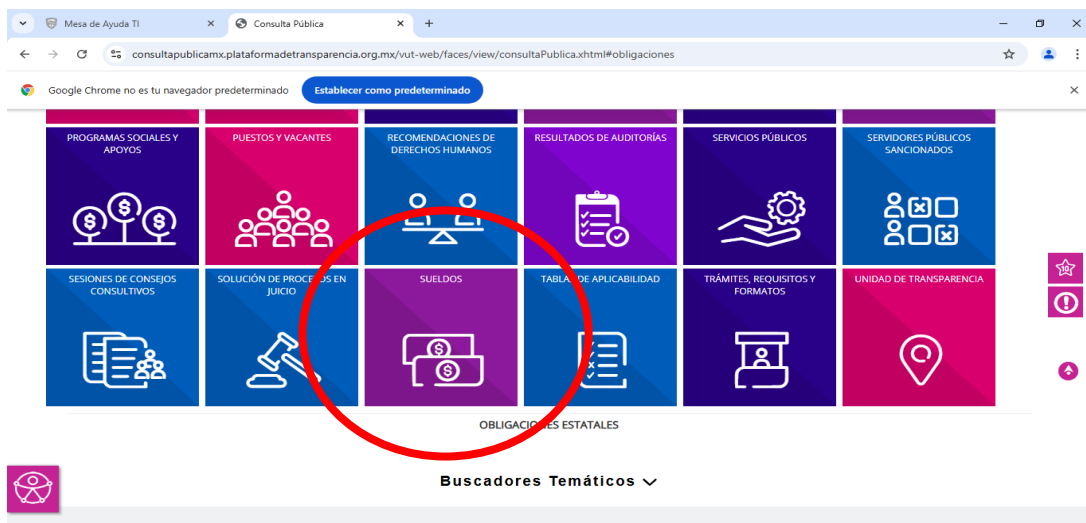 Mesa de Ayuda TI
Consulta Pública
consultapublicamx.plataformadetransparencia.org.mx/vut-web/faces/view/consultaPublica.xhtml#obligaciones
Google Chrome no es tu navegador predeterminado
Establecer como predeterminado
PROGRAMAS SOCIALES Y
APOYOS
PUESTOS Y VACANTES
RECOMENDACIONES DE
DERECHOS HUMANOS
RESULTADOS DE AUDITORÍAS
SERVICIOS PÚBLICOS
SERVIDORES PÚBLICOS
SANCIONADOS
SESIONES DE CONSEJOS
CONSULTIVOS
SOLUCIÓN DE PROCESOS EN
JUICIO
SUELDOS
DE APLICABILIDAD
TRÁMITES, REQUISITOS Y
FORMATOS
UNIDAD DE TRANSPARENCIA
10
OBLIGACIONES ESTATALES
Buscadores Temáticos